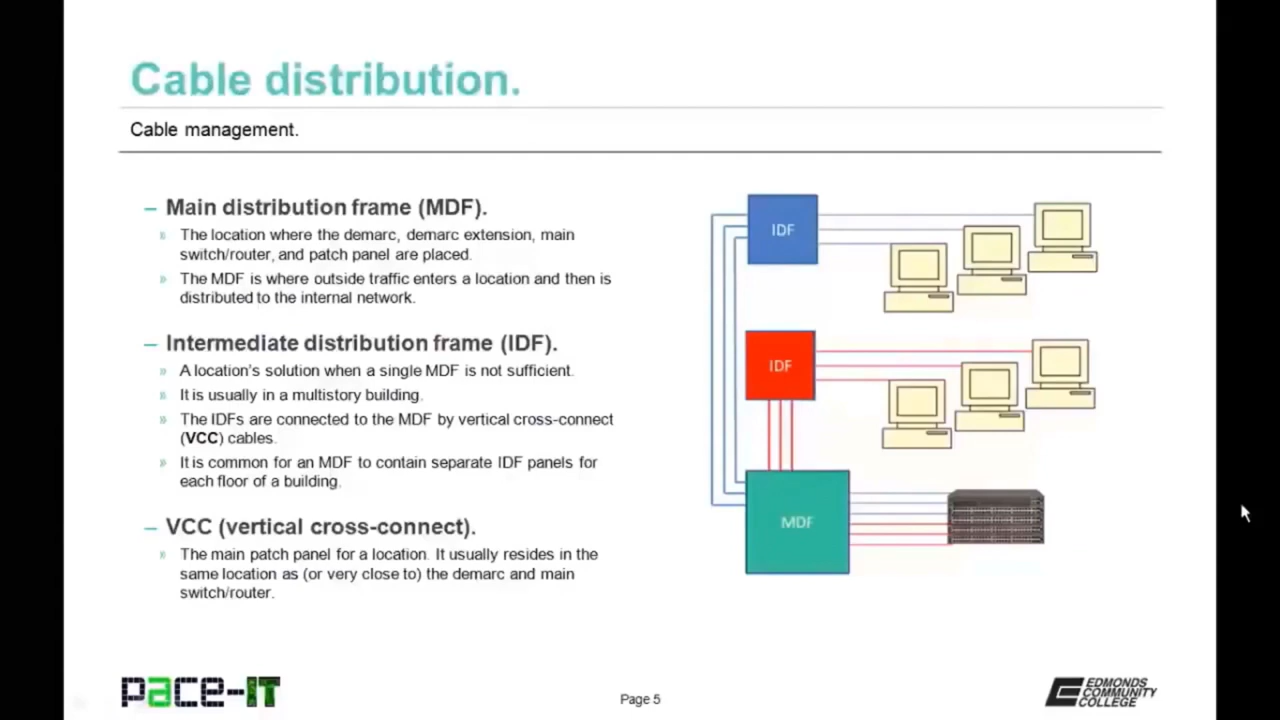 Cable distribution.
Cable management.
– Main distribution frame (MDF).
» The location where the demarc, demarc extension, main
switch/router, and patch panel are placed.
» The MDF is where outside traffic enters a location and then is
distributed to the internal network.
– Intermediate distribution frame (IDF).
» A location's solution when a single MDF is not sufficient.
» It is usually in a multistory building.
» The IDFs are connected to the MDF by vertical cross-connect
(VCC) cables.
» It is common for an MDF to contain separate IDF panels for
each floor of a building.
– VCC (vertical cross-connect).
» The main patch panel for a location. It usually resides in the
same location as (or very close to) the demarc and main
switch/router.
IDF
IDF
MDF
pace-IT
Page 5
EDMONDS
COMMUNITY
COLLEGE